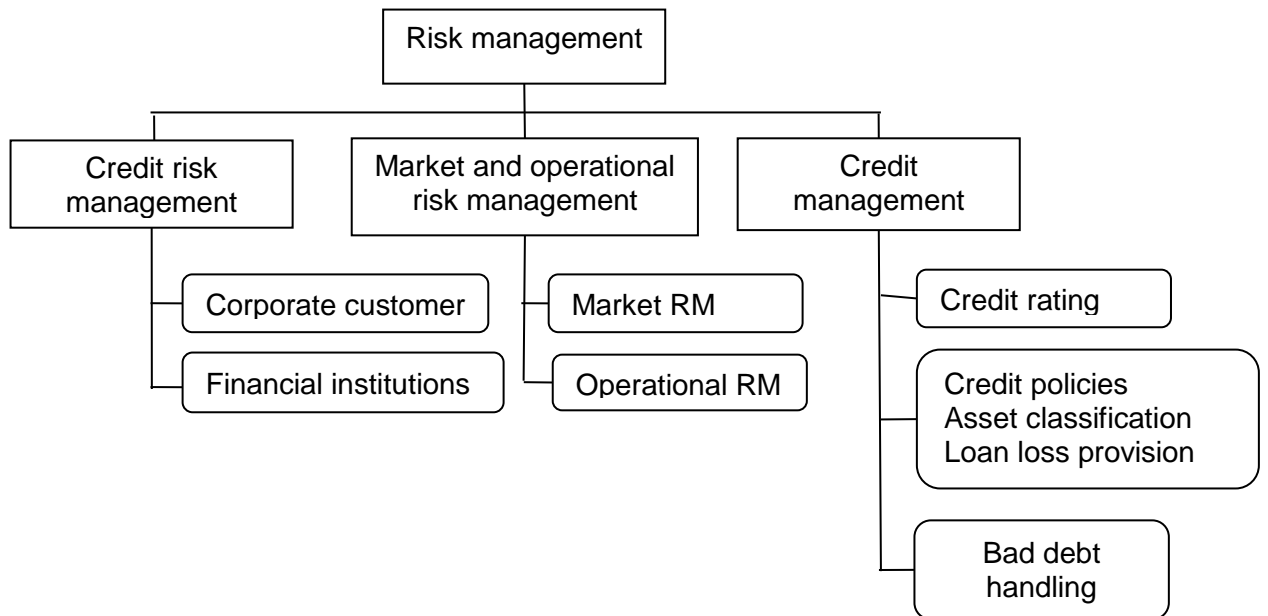 Risk management
Credit risk
management
Market and operational
risk management
Credit
management
Corporate customer
Financial institutions
Market RM
Operational RM
Credit rating
Credit policies
Asset classification
Loan loss provision
Bad debt
handling